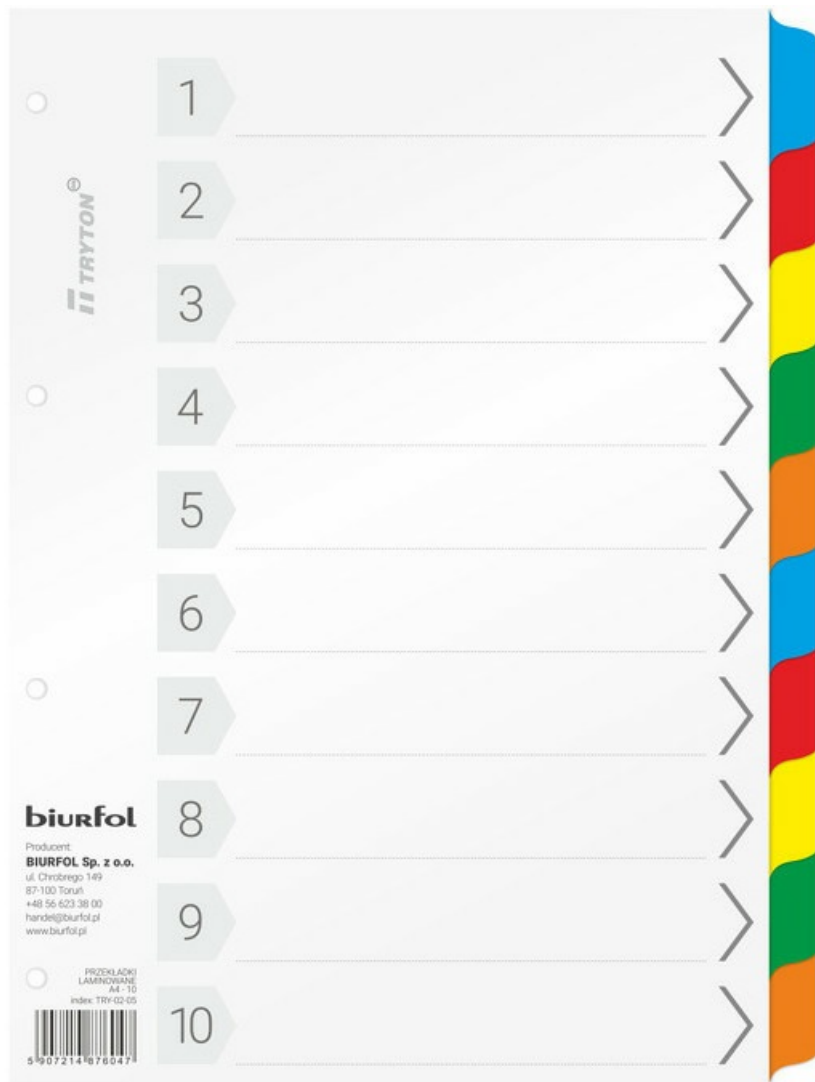 1
2
TRYTON®
3
4
5
6
7
8
biurfol
Producent:
BIURFOL Sp. z o.o.
ul. Chrobrego 149
87-100 Toruń
+48 56 623 38 00
handel@biurfol.pl
www.biurfol.pl
9
PRZEKŁADKI
LAMINOWANE
A4 - 10
index: TRY-02-05
10
5 907214 876047